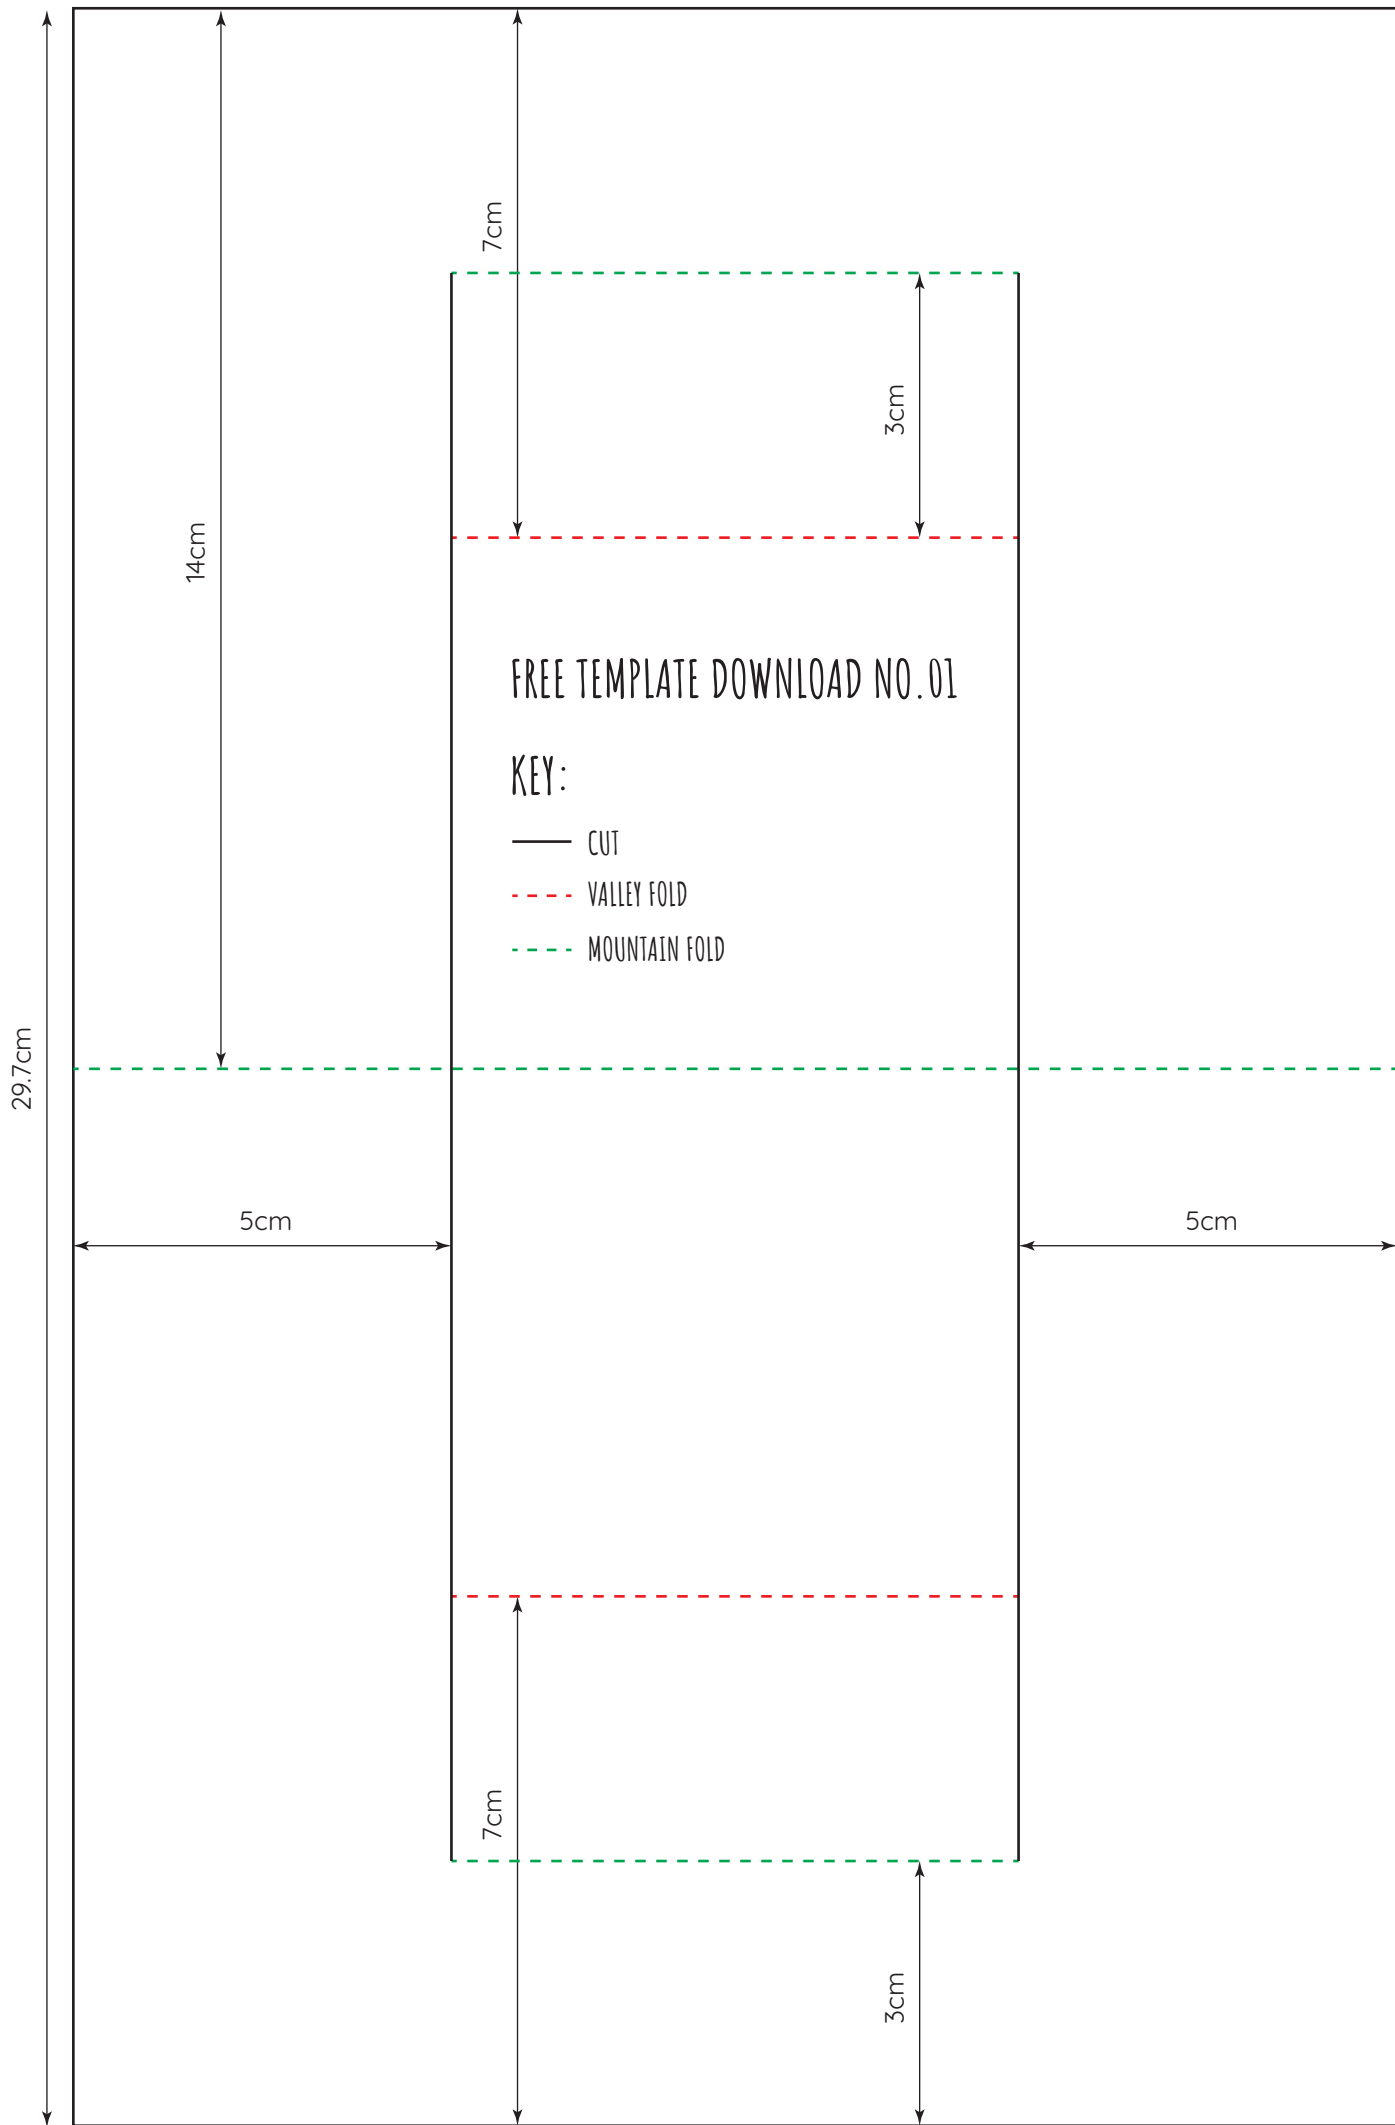 7cm
3cm
14cm
FREE TEMPLATE DOWNLOAD NO.01
KEY:
CUT
VALLEY FOLD
MOUNTAIN FOLD
29.7cm
5cm
5cm
7cm
3cm